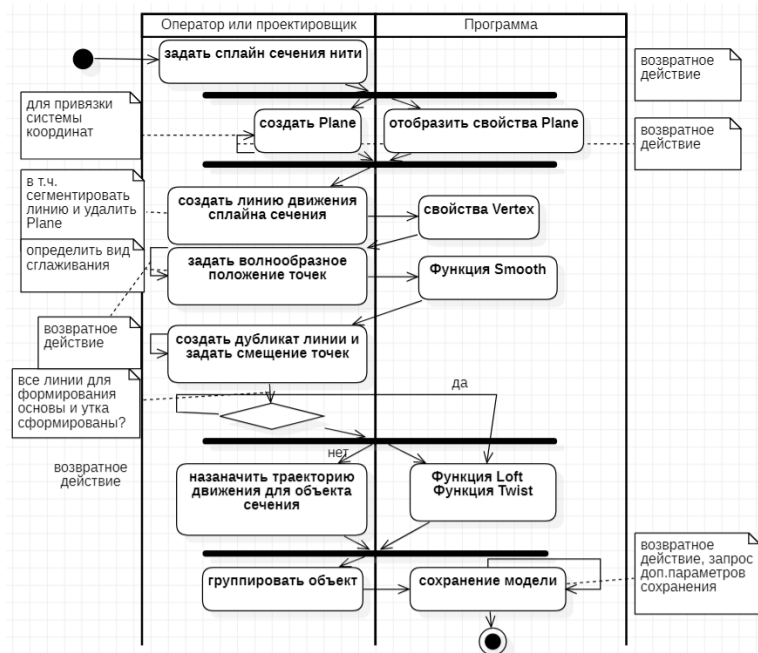 Оператор или проектировщик
Программа
задать сплайн сечения нити
возвратное
действие
для привязки
системы
координат
создать Plane
отобразить свойства Plane
возвратное
действие
в т.ч.
сегментировать
линию и удалить
Plane
создать линию движения
сплайна сечения
свойства Vertex
определить вид
сглаживания
задать волнообразное
положение точек
Функция Smooth
возвратное
действие
создать дубликат линии и
задать смещение точек
все линии для
формирования
основы и утка
сформированы?
да
нет
возвратное
действие
назаначить траекторию
движения для объекта
сечения
Функция Loft
Функция Twist
возвратное
действие, запрос
доп.параметров
сохранения
группировать объект
сохранение модели